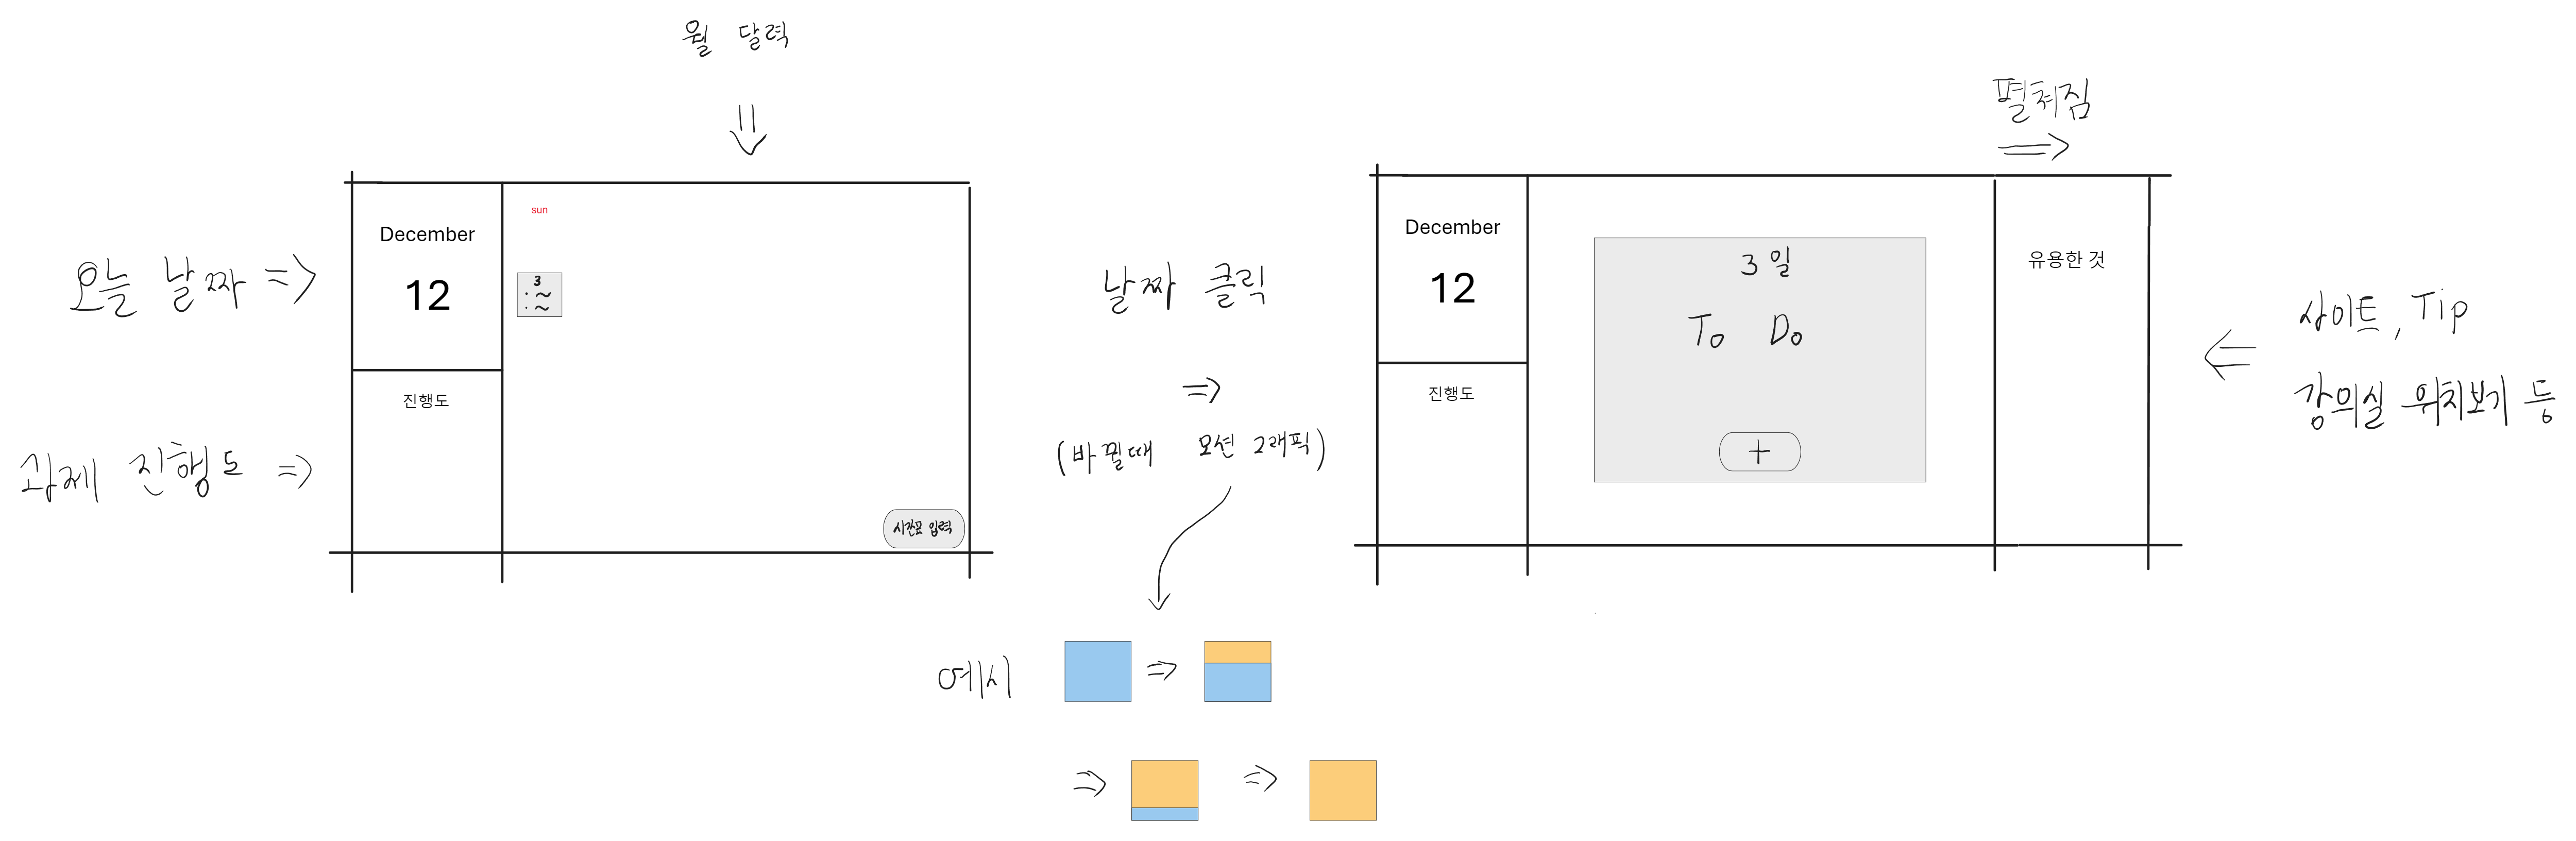 월 달력
오늘 날짜 ⇒
과제 진행도 ⇒
December
12
진행도
sun
3
시간표 입력
날짜 클릭
⇒
(바뀔때 모션 그래픽)
예시
펼쳐짐
December
12
진행도
3일
To Do
+
유용한 것
사이트, Tip
강의실 위치보기 등